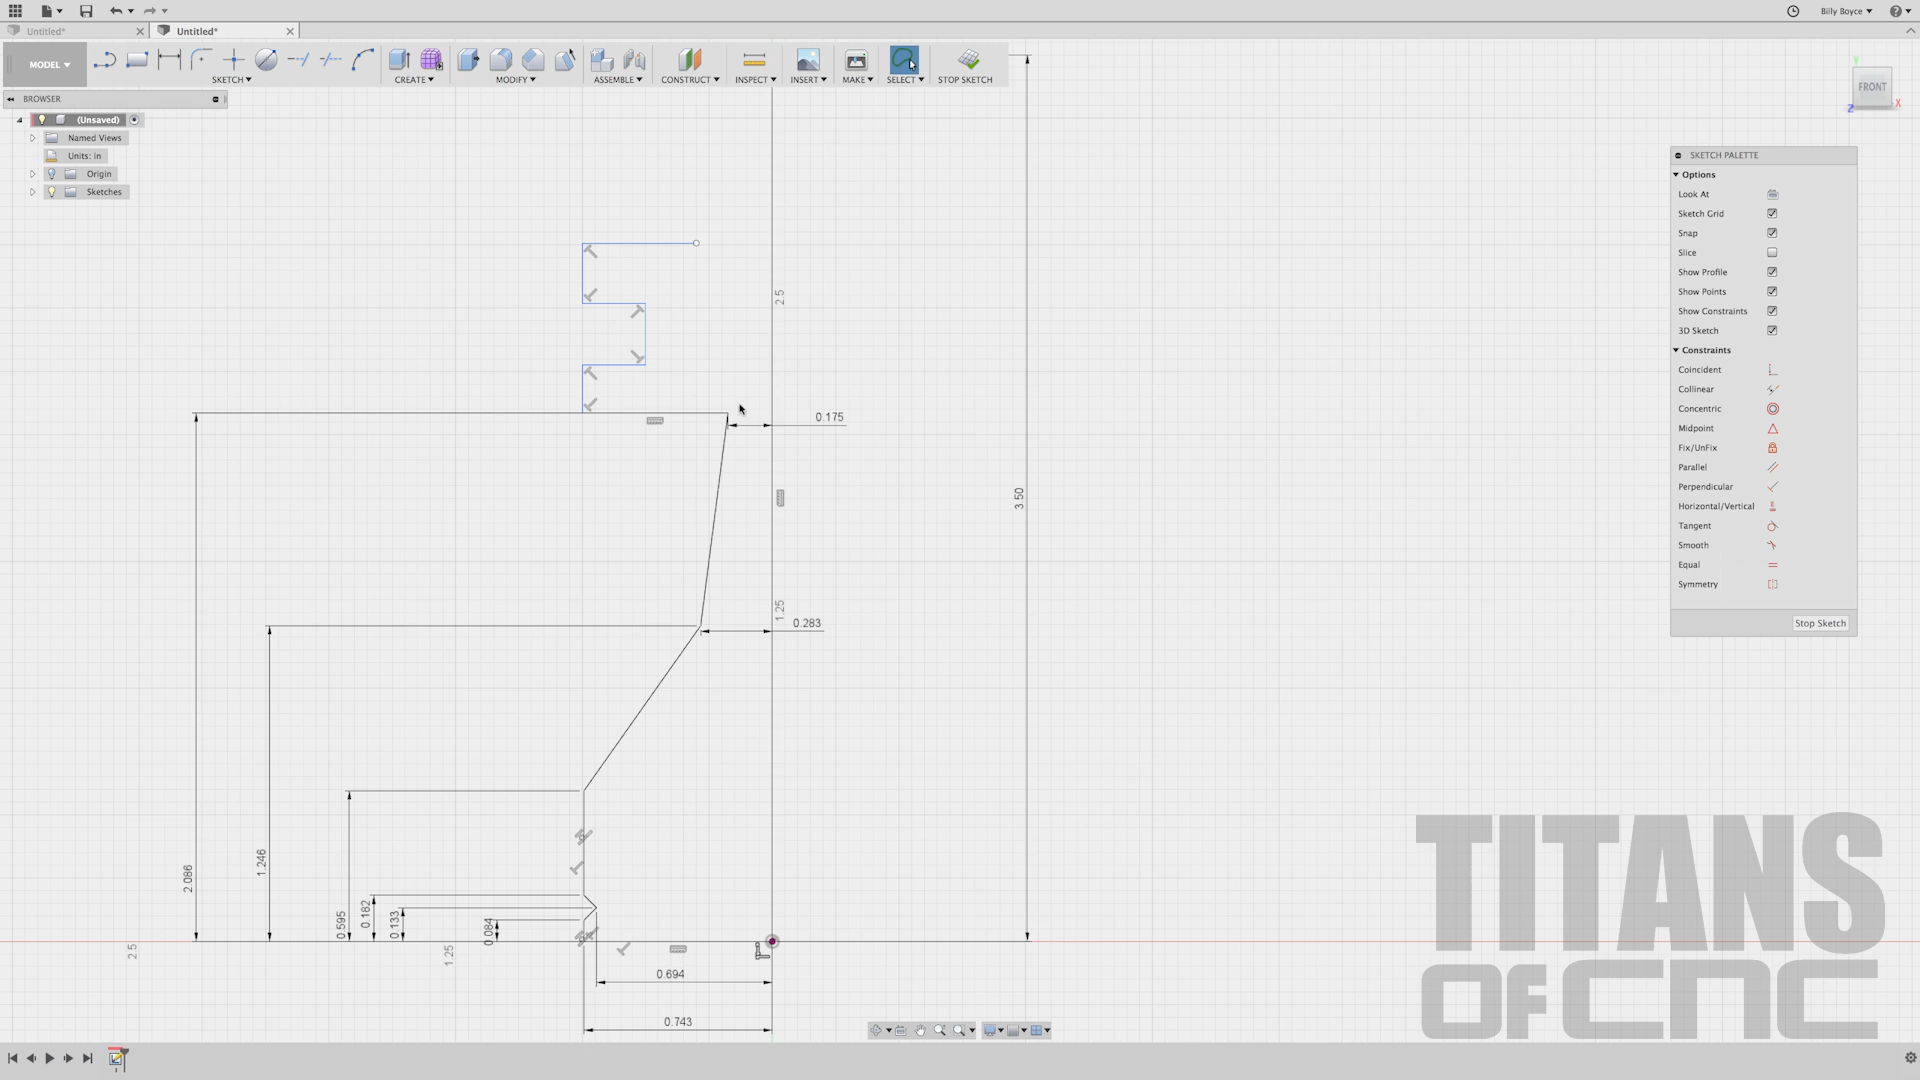 Billy Boyce
Untitled*
Untitled*
MODEL
SKETCH
CREATE
MODIFY
ASSEMBLE
CONSTRUCT
INSPECT
INSERT
MAKE
SELECT
STOP SKETCH
BROWSER
(Unsaved)
Named Views
Units: in
Origin
Sketches
Y
FRONT
X
Z
SKETCH PALETTE
Options
Look At
Sketch Grid
Snap
Slice
Show Profile
Show Points
Show Constraints
3D Sketch
Constraints
Coincident
Collinear
Concentric
Midpoint
Fix/UnFix
Parallel
Perpendicular
Horizontal/Vertical
Tangent
Smooth
Equal
Symmetry
Stop Sketch
2.5
0.175
3.50
1.25
0.283
2.086
1.246
0.595
0.182
0.133
0.084
2.5
1.25
0.694
0.743
TITANS
OF CNC